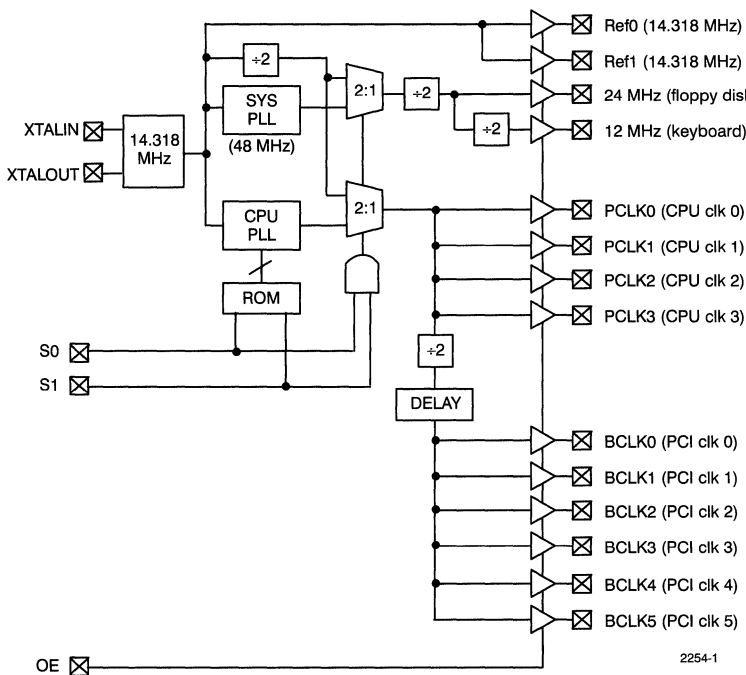 Ref0 (14.318 MHz)
Ref1 (14.318 MHz)
÷2
SYS
PLL
(48 MHz)
2:1
÷2
24 MHz (floppy disk
÷2
12 MHz (keyboard)
XTALIN
XTALOUT
14.318
MHz
CPU
PLL
2:1
ROM
PCLK0 (CPU clk 0)
PCLK1 (CPU clk 1)
PCLK2 (CPU clk 2)
PCLK3 (CPU clk 3)
S0
S1
÷2
DELAY
BCLK0 (PCI clk 0)
BCLK1 (PCI clk 1)
BCLK2 (PCI clk 2)
BCLK3 (PCI clk 3)
BCLK4 (PCI clk 4)
BCLK5 (PCI clk 5)
OE
2254-1